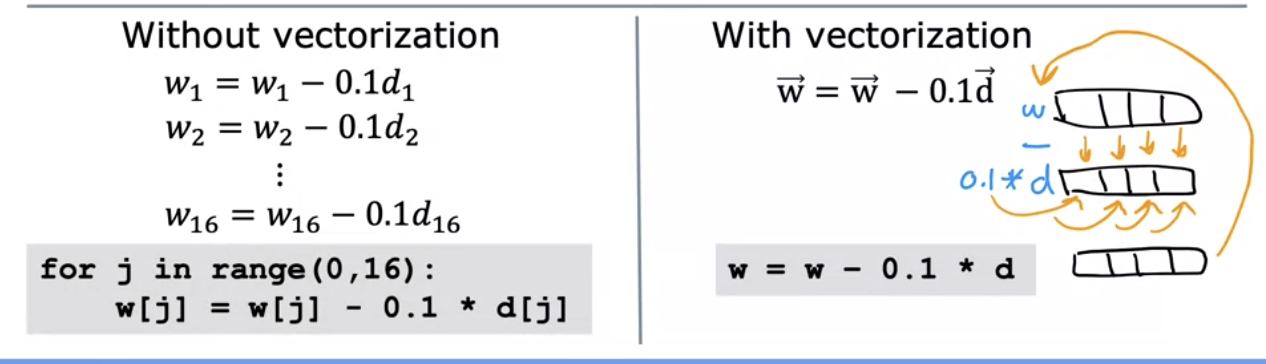 Without vectorization
w₁ = w₁ − 0.1d₁
w₂ = w₂ − 0.1d₂
⋮
w₁₆ = w₁₆ − 0.1d₁₆
for j in range(0,16):
    w[j] = w[j] - 0.1 * d[j]
With vectorization
w⃗ = w⃗ − 0.1d⃗
w
−
0.1 * d
w = w - 0.1 * d